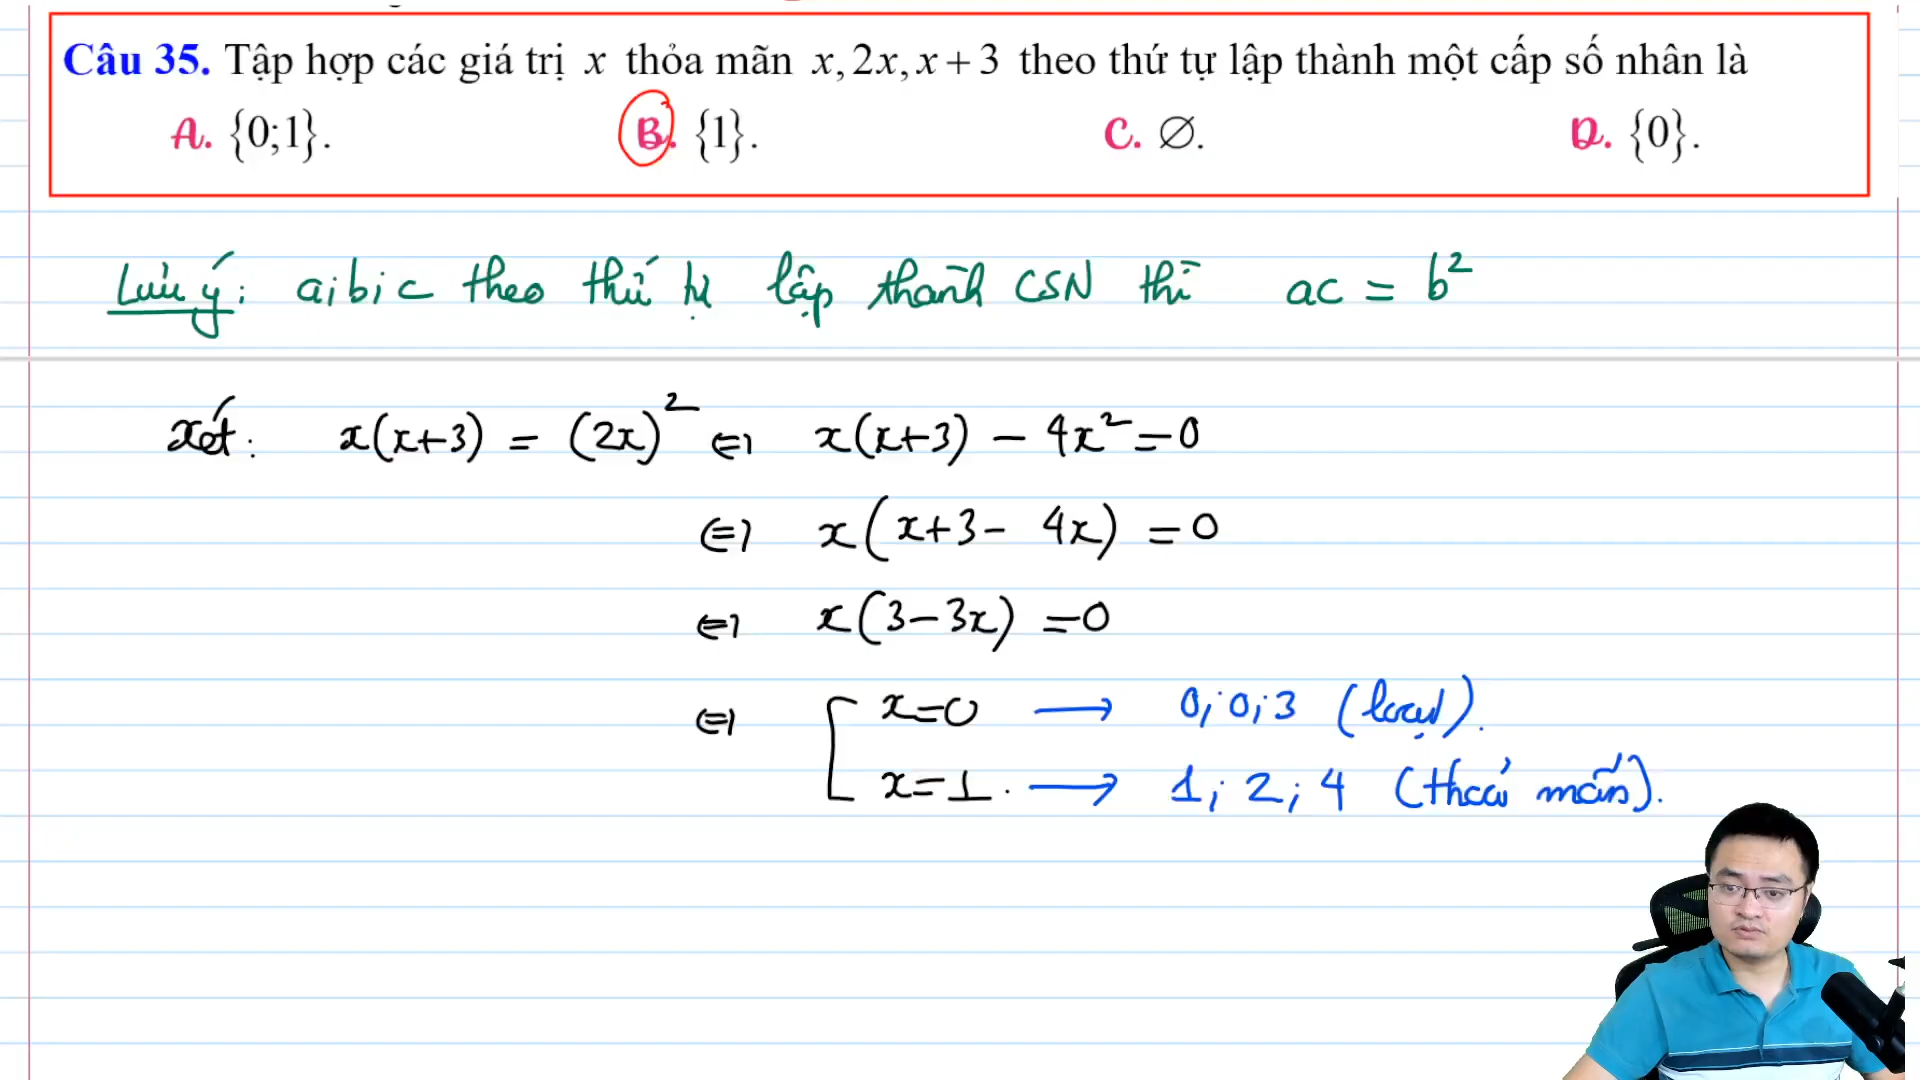 Câu 35. Tập hợp các giá trị x thỏa mãn x, 2x, x + 3 theo thứ tự lập thành một cấp số nhân là
A. {0;1}. B. {1}. C. ∅. D. {0}.
Lưu ý: a; b; c theo thứ tự lập thành CSN thì ac = b²
Xét: x(x+3) = (2x)² ⇔ x(x+3) - 4x² = 0
⇔ x(x+3 - 4x) = 0
⇔ x(3-3x) = 0
⇔ [ x=0 → 0; 0; 3 (loại).
x=1. → 1; 2; 4 (thoả mãn).